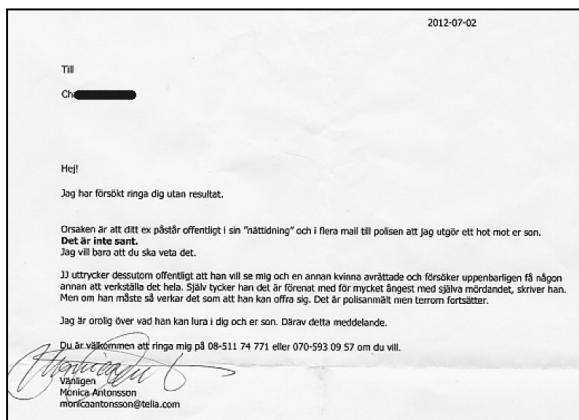 2012-07-02
Till
Ch
Hej!
Jag har försökt ringa dig utan resultat.
Orsaken är att ditt ex påstår offentligt i sin "nättidning" och i flera mail till polisen att jag utgör ett hot mot er son.
Det är inte sant.
Jag vill bara att du ska veta det.
JJ uttrycker dessutom offentligt att han vill se mig och en annan kvinna avrättade och försöker uppenbarligen få någon
annan att verkställa det hela. Själv tycker han det är förenat med för mycket ångest med själva mördandet, skriver han.
Men om han måste så verkar det som att han kan offra sig. Det är polisanmält men terrorn fortsätter.
Jag är orolig över vad han kan lura i dig och er son. Därav detta meddelande.
Du är välkommen att ringa mig på 08-511 74 771 eller 070-593 09 57 om du vill.
Vänligen
Monica Antonsson
monicaantonsson@telia.com